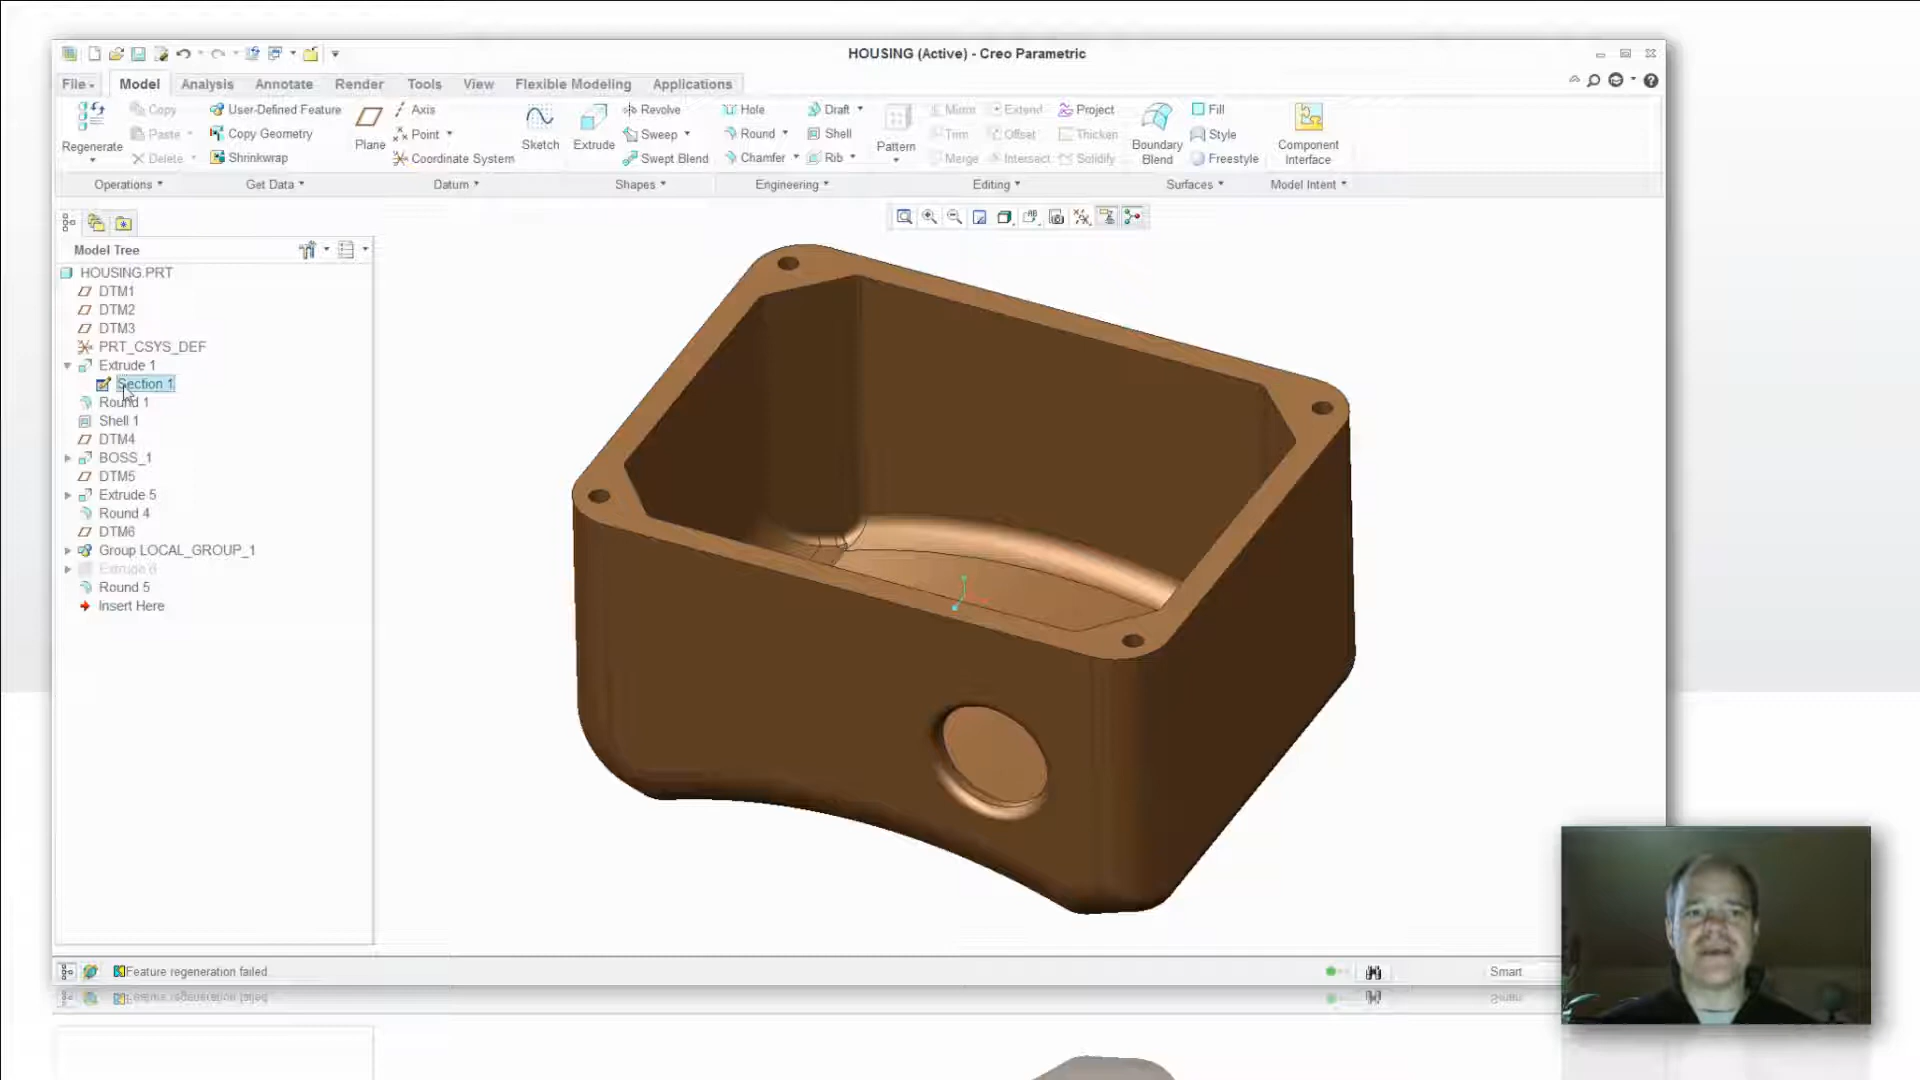 HOUSING (Active) - Creo Parametric
File Model Analysis Annotate Render Tools View Flexible Modeling Applications
Copy User-Defined Feature Axis Revolve Hole Draft Mirror Extend Project Fill
Paste Copy Geometry Point Sweep Round Shell Trim Offset Thicken Style
Regenerate Plane Sketch Extrude Pattern Boundary Blend Component Interface
Delete Shrinkwrap Coordinate System Swept Blend Chamfer Rib Merge Intersect Solidify Freestyle
Operations Get Data Datum Shapes Engineering Editing Surfaces Model Intent
Model Tree
HOUSING.PRT
DTM1
DTM2
DTM3
PRT_CSYS_DEF
Extrude 1
Section 1
Round 1
Shell 1
DTM4
BOSS_1
DTM5
Extrude 5
Round 4
DTM6
Group LOCAL_GROUP_1
Extrude 6
Round 5
Insert Here
Feature regeneration failed
Smart